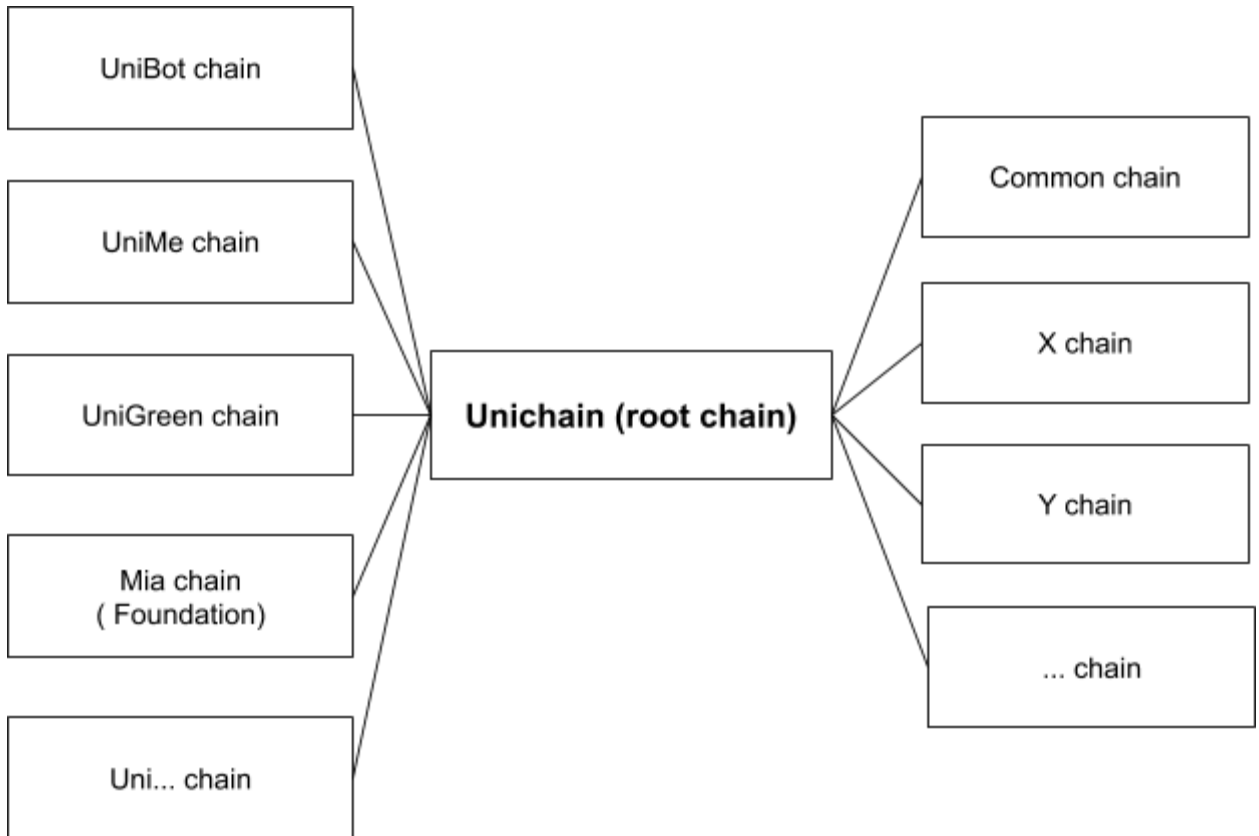 UniBot chain
UniMe chain
UniGreen chain
Mia chain
( Foundation)
Uni... chain
Unichain (root chain)
Common chain
X chain
Y chain
... chain